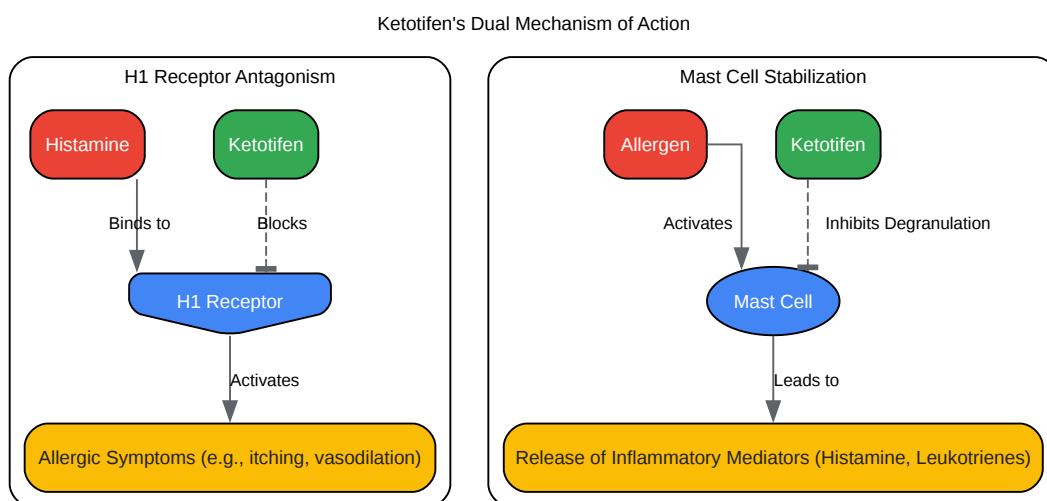 Ketotifen's Dual Mechanism of Action
H1 Receptor Antagonism
Histamine
Ketotifen
Binds to
Blocks
H1 Receptor
Activates
Allergic Symptoms (e.g., itching, vasodilation)
Mast Cell Stabilization
Allergen
Ketotifen
Activates
Inhibits Degranulation
Mast Cell
Leads to
Release of Inflammatory Mediators (Histamine, Leukotrienes)